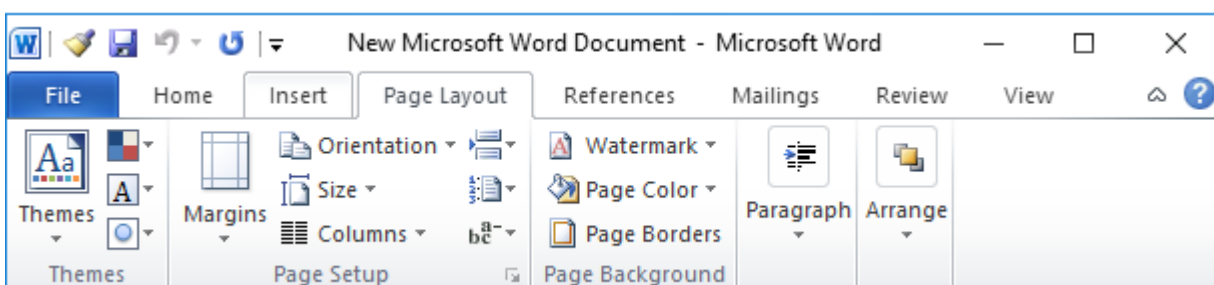 New Microsoft Word Document - Microsoft Word
File Home Insert Page Layout References Mailings Review View
Aa Orientation Watermark
A Size Page Color
Themes Margins Columns Page Borders Paragraph Arrange
Themes Page Setup Page Background